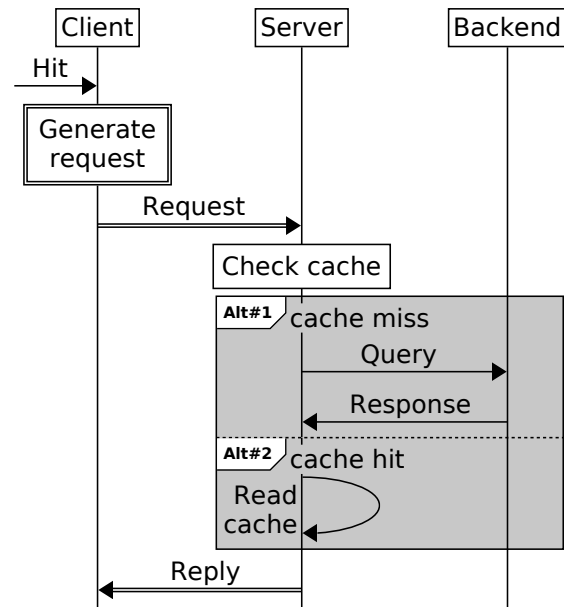 Client Server Backend
Hit
Generate
request
Request
Check cache
Alt#1 cache miss
Query
Response
Alt#2 cache hit
Read
cache
Reply